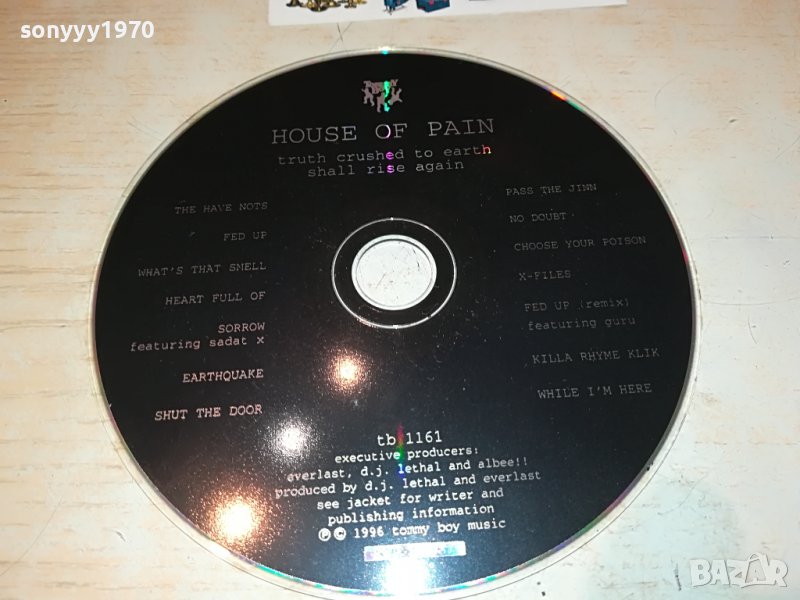 sonyyy1970
HOUSE OF PAIN
truth crushed to earth
shall rise again
THE HAVE NOTS
FED UP
WHAT'S THAT SMELL
HEART FULL OF
SORROW
featuring sadat x
EARTHQUAKE
SHUT THE DOOR
PASS THE JINN
NO DOUBT
CHOOSE YOUR POISON
X-FILES
FED UP (remix)
featuring guru
KILLA RHYME KLIK
WHILE I'M HERE
tb 1161
executive producers:
everlast, d.j. lethal and albee!!
produced by d.j. lethal and everlast
see jacket for writer and
publishing information
℗ © 1996 tommy boy music
BAZAR